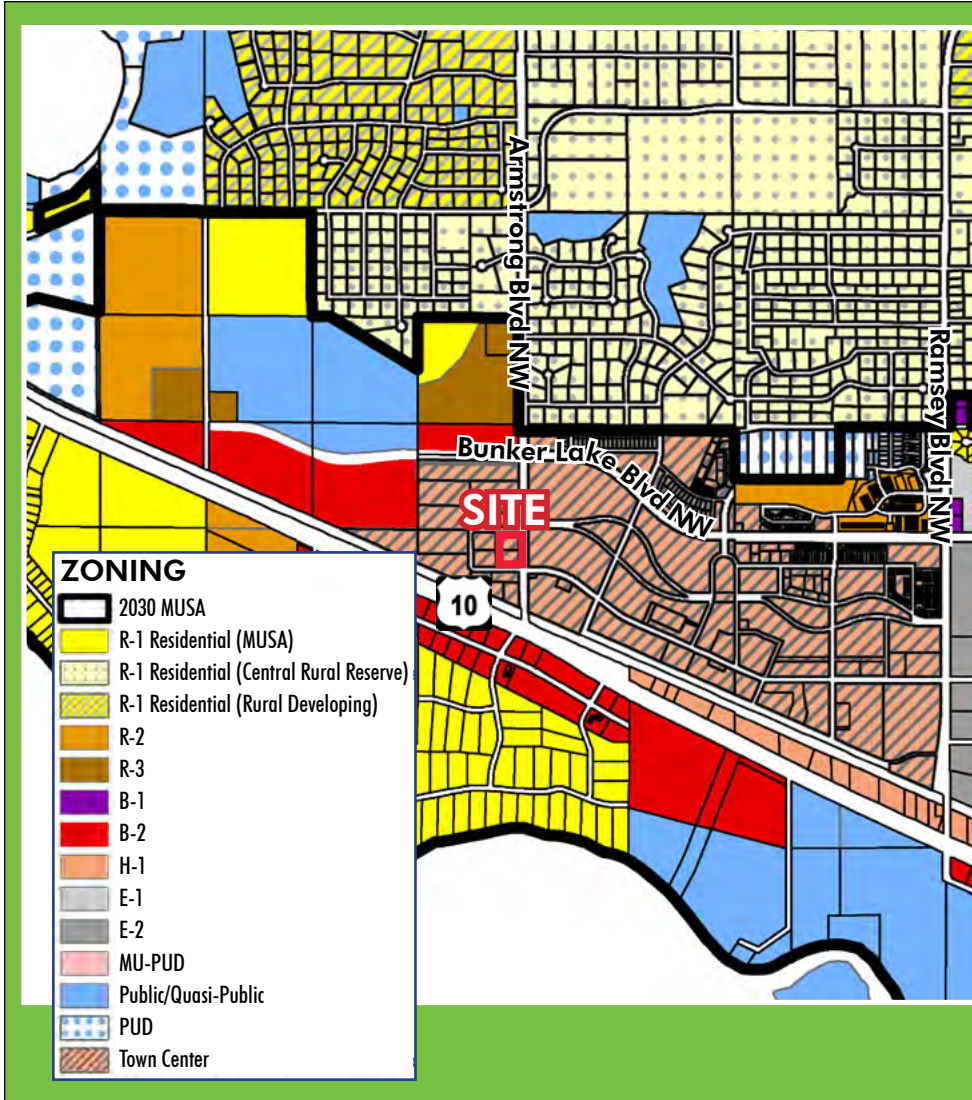 Armstrong Blvd NW
Ramsey Blvd NW
Bunker Lake Blvd NW
SITE
10
ZONING
2030 MUSA
R-1 Residential (MUSA)
R-1 Residential (Central Rural Reserve)
R-1 Residential (Rural Developing)
R-2
R-3
B-1
B-2
H-1
E-1
E-2
MU-PUD
Public/Quasi-Public
PUD
Town Center